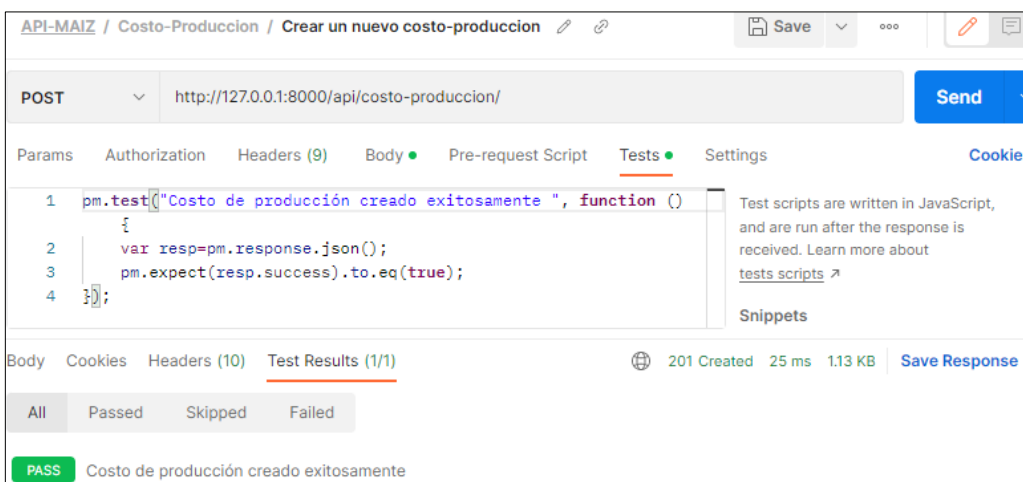 API-MAIZ / Costo-Produccion / Crear un nuevo costo-produccion Save
POST http://127.0.0.1:8000/api/costo-produccion/ Send
Params Authorization Headers (9) Body Pre-request Script Tests Settings Cookie
1 pm.test("Costo de producción creado exitosamente ", function ()
{
2 var resp=pm.response.json();
3 pm.expect(resp.success).to.eq(true);
4 });
Test scripts are written in JavaScript,
and are run after the response is
received. Learn more about
tests scripts
Snippets
Body Cookies Headers (10) Test Results (1/1) 201 Created 25 ms 1.13 KB Save Response
All Passed Skipped Failed
PASS Costo de producción creado exitosamente